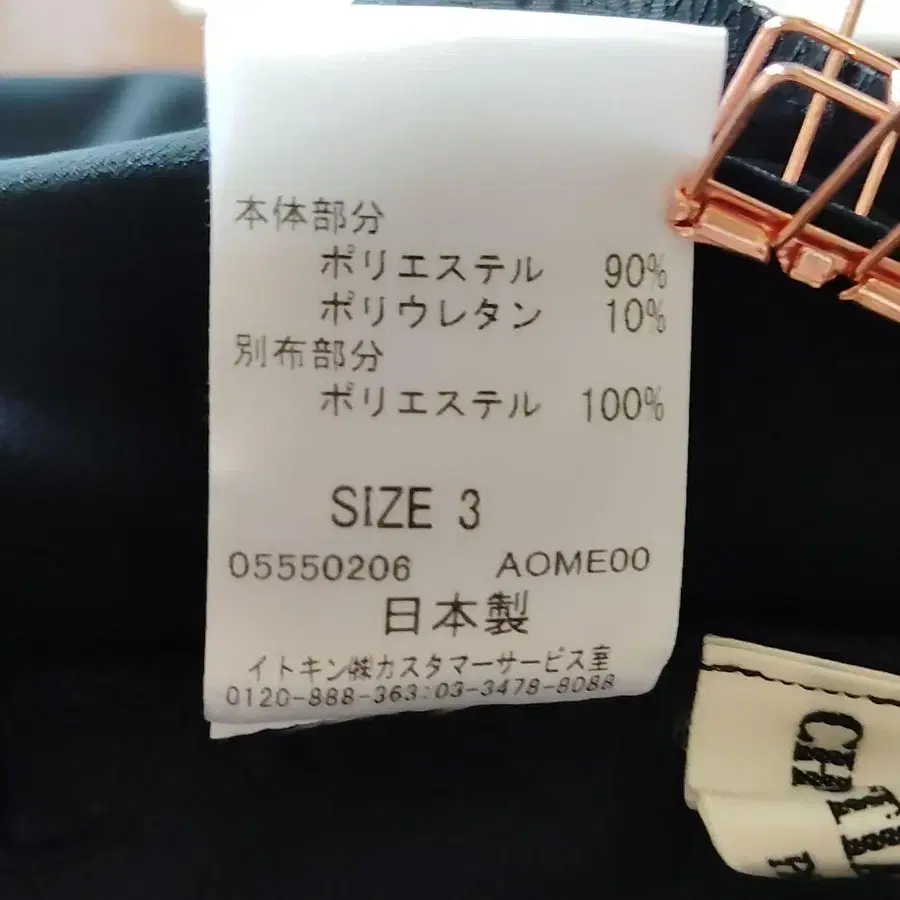 本体部分
ポリエステル 90%
ポリウレタン 10%
別布部分
ポリエステル 100%
SIZE 3
05550206 AOME00
日本製
イトキン㈱カスタマーサービス室
0120-888-363:03-3478-8088